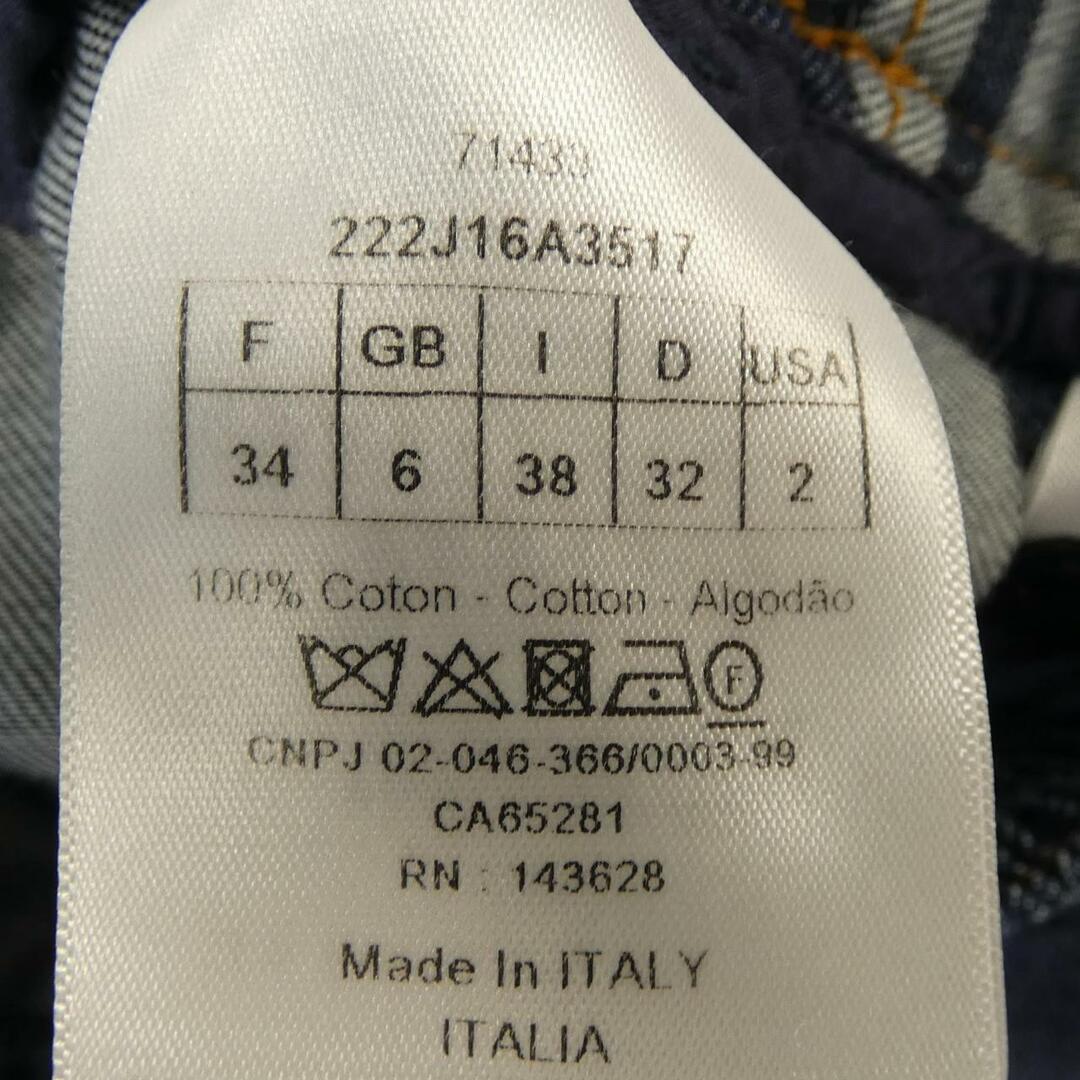 71430
222J16A3517
F GB I D USA
34 6 38 32 2
100% Coton - Cotton - Algodão
F
CNPJ 02-046-366/0003-99
CA65281
RN : 143628
Made In ITALY
ITALIA